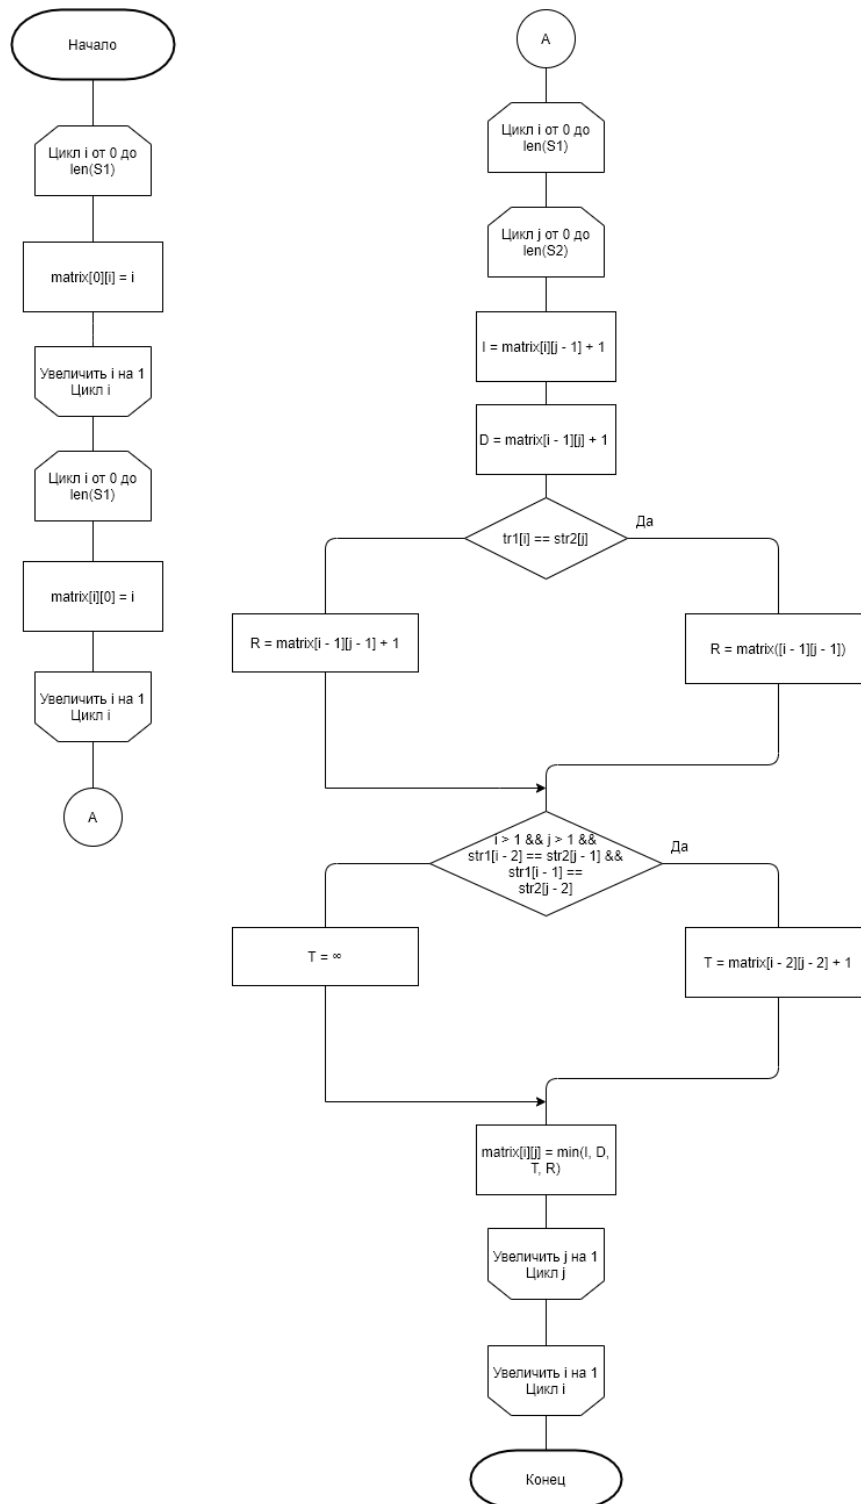 Начало
Цикл i от 0 до
len(S1)
matrix[0][i] = i
Увеличить i на 1
Цикл i
Цикл i от 0 до
len(S1)
matrix[i][0] = i
Увеличить i на 1
Цикл i
A
A
Цикл i от 0 до
len(S1)
Цикл j от 0 до
len(S2)
I = matrix[i][j - 1] + 1
D = matrix[i - 1][j] + 1
tr1[i] == str2[j]
Да
R = matrix[i - 1][j - 1] + 1
R = matrix([i - 1][j - 1])
i > 1 && j > 1 &&
str1[i - 2] == str2[j - 1] &&
str1[i - 1] ==
str2[j - 2]
Да
T = ∞
T = matrix[i - 2][j - 2] + 1
matrix[i][j] = min(I, D,
T, R)
Увеличить j на 1
Цикл j
Увеличить i на 1
Цикл i
Конец